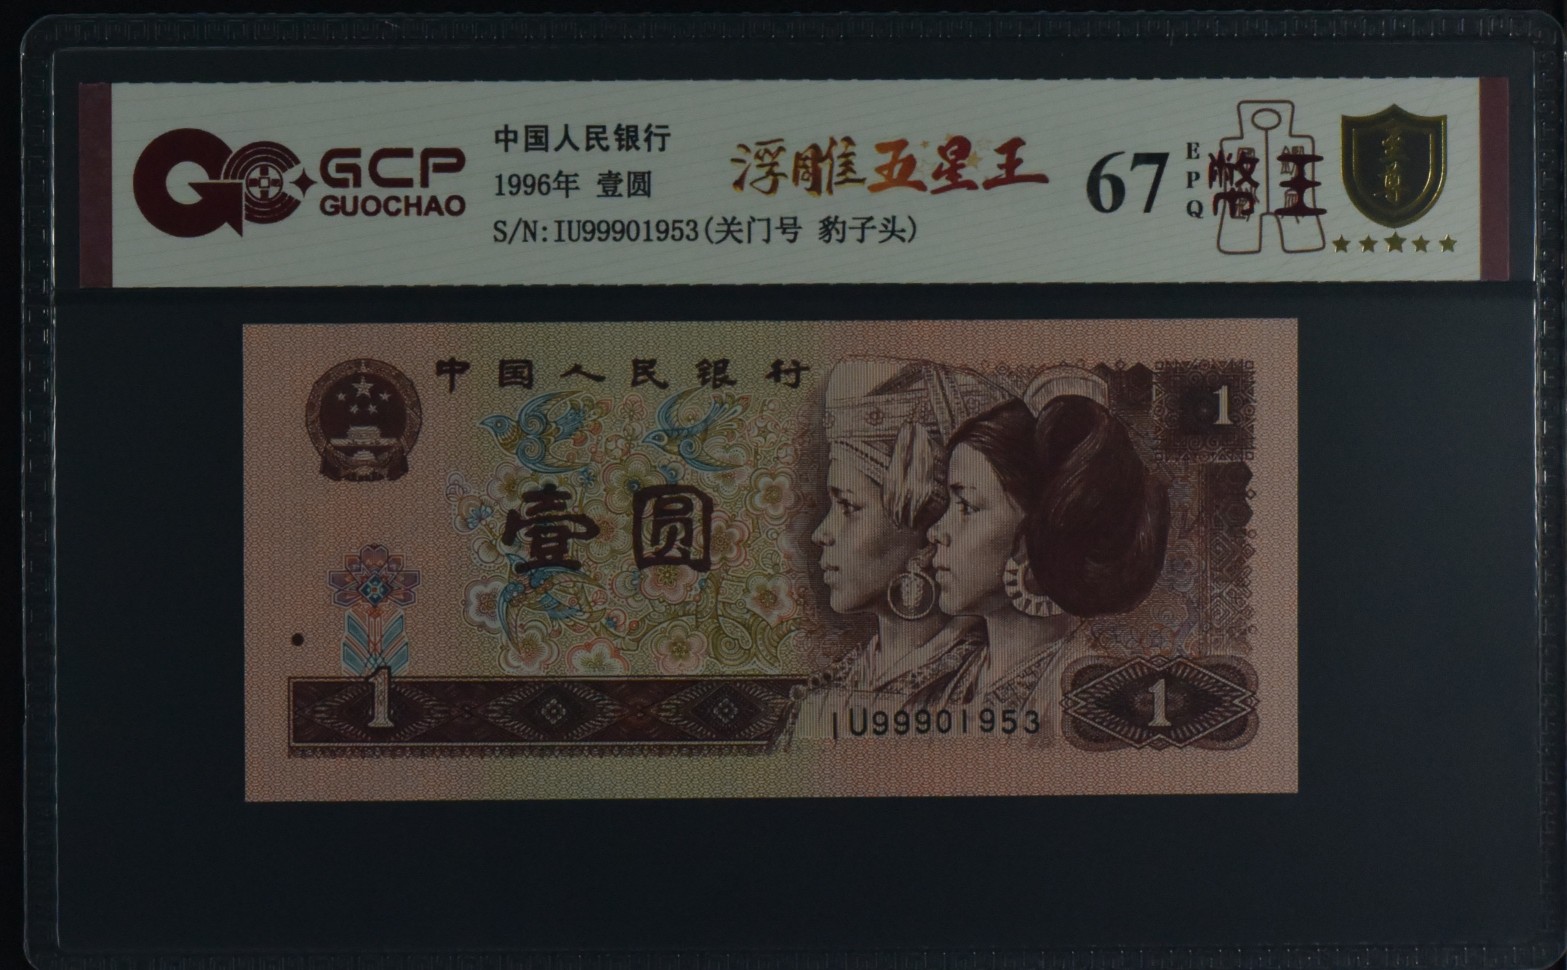 GCP
GUOCHAO
中国人民银行
1996年 壹圆
S/N:IU99901953(关门号 豹子头)
浮雕五星王
67
EPQ
至尊
中国人民银行
1
壹圆
1
IU99901953
1